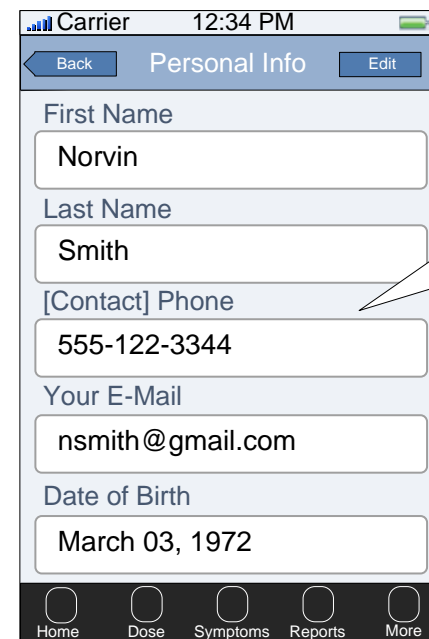 Carrier 12:34 PM
Back Personal Info Edit
First Name
Norvin
Last Name
Smith
[Contact] Phone
555-122-3344
Your E-Mail
nsmith@gmail.com
Date of Birth
March 03, 1972
Home Dose Symptoms Reports More